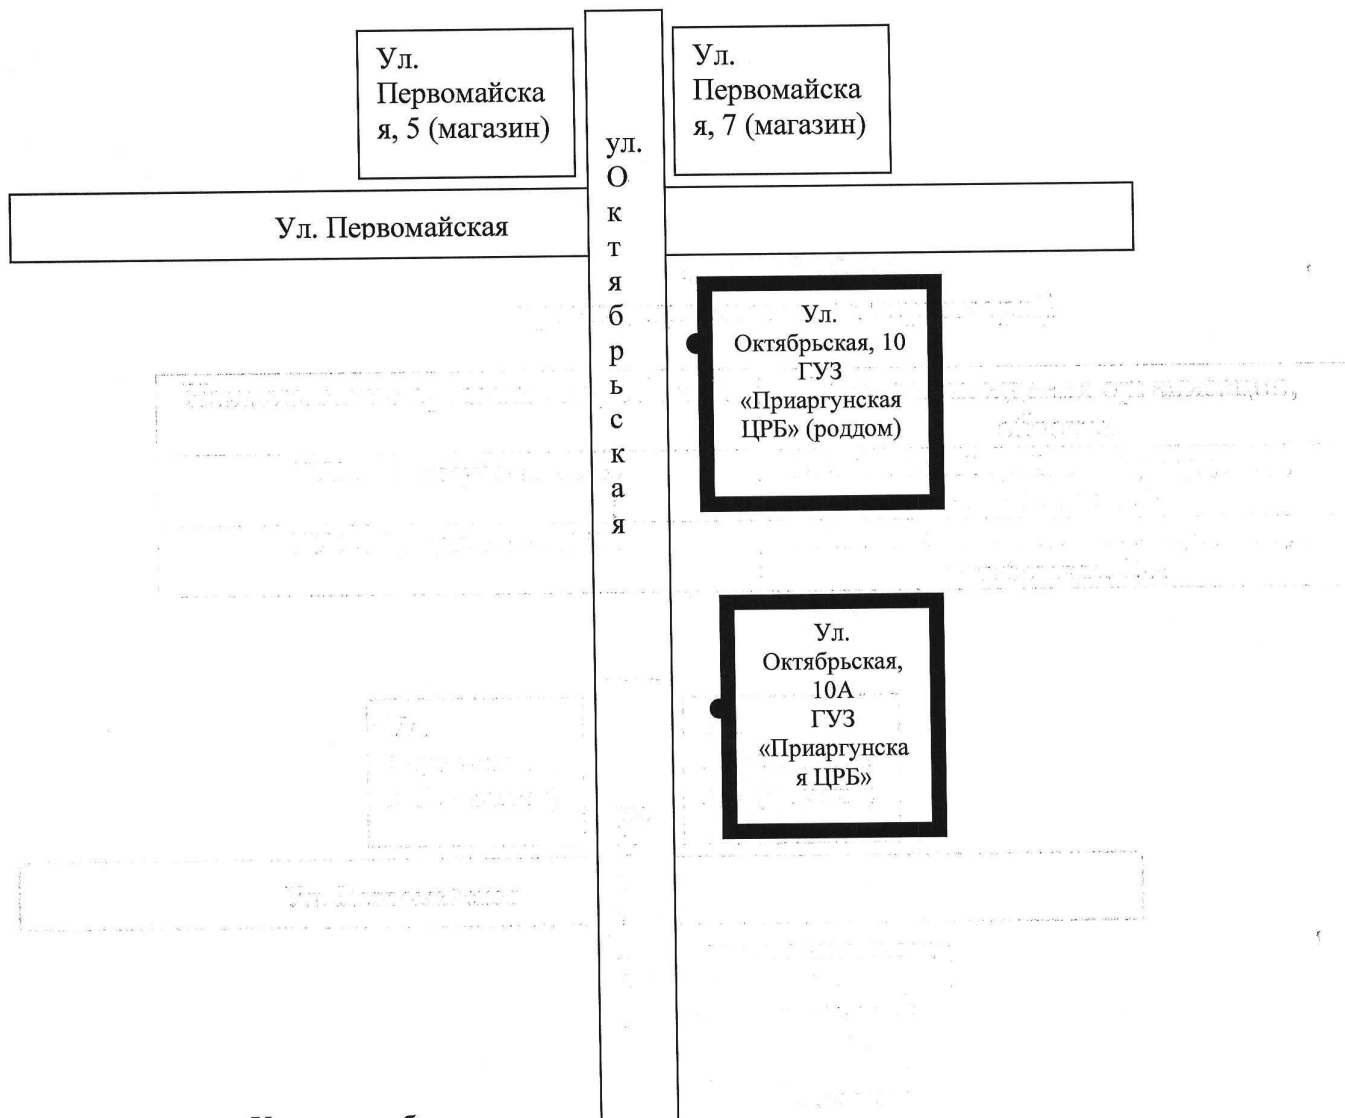 Ул.
Первомайска
я, 5 (магазин)
Ул.
Первомайска
я, 7 (магазин)
ул.
О
к
т
я
б
р
ь
с
к
а
я
Ул. Первомайская
Ул.
Октябрьская, 10
ГУЗ
«Приаргунская
ЦРБ» (роддом)
Ул.
Октябрьская,
10А
ГУЗ
«Приаргунска
я ЦРБ»